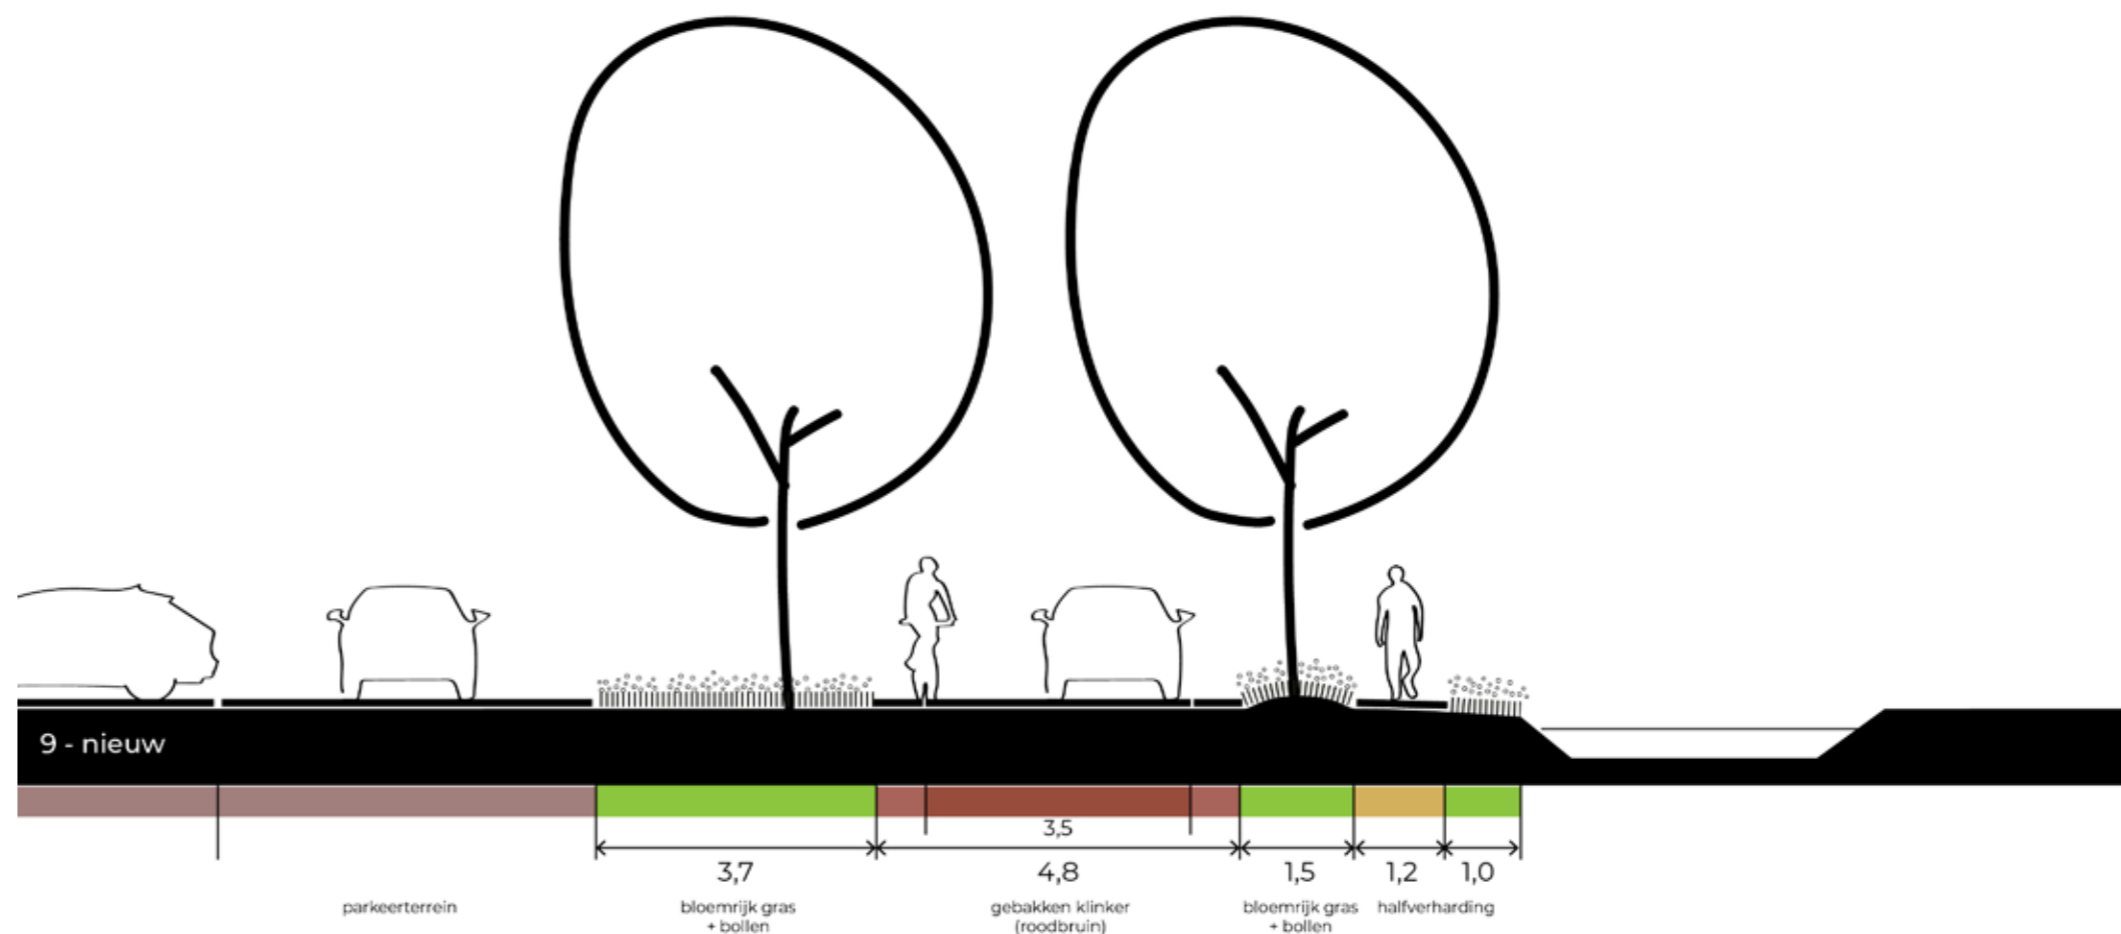 9 - nieuw
3,5
3,7
4,8
1,5
1,2
1,0
parkeerterrein
bloemrijk gras
+ bollen
gebakken klinker
(roodbruin)
bloemrijk gras
+ bollen
halfverharding